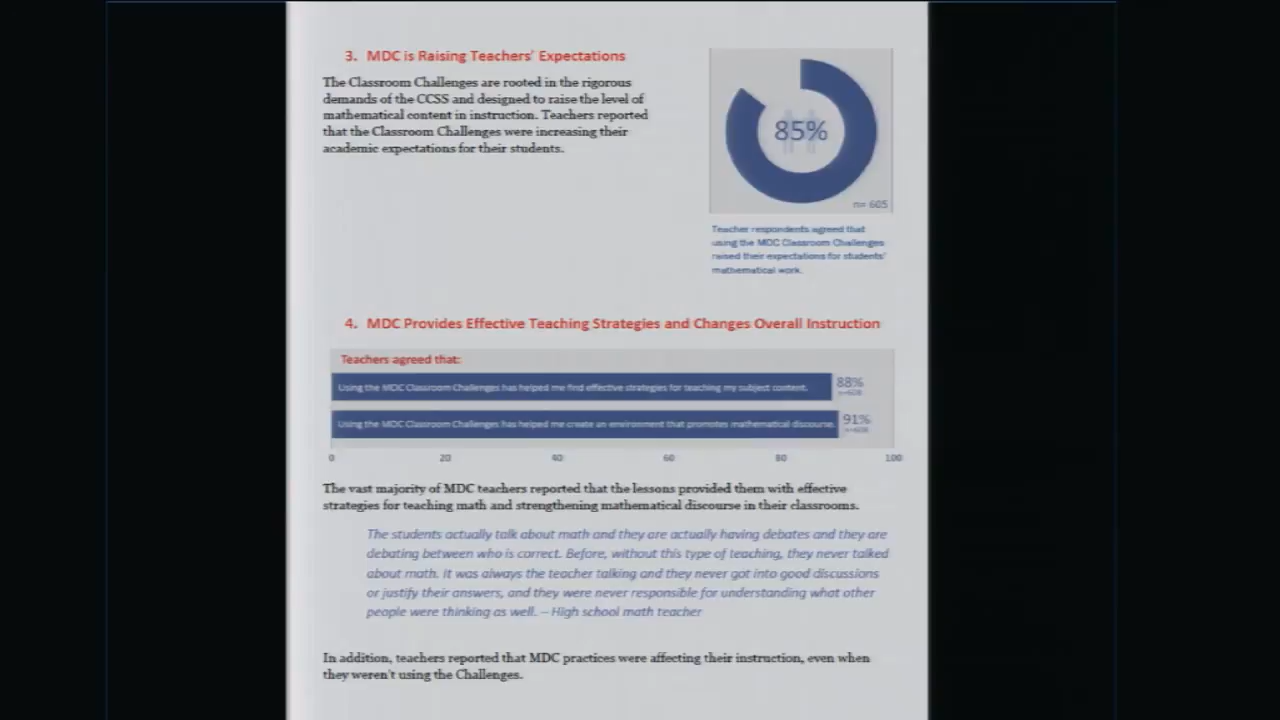 3. MDC is Raising Teachers' Expectations
The Classroom Challenges are rooted in the rigorous
demands of the CCSS and designed to raise the level of
mathematical content in instruction. Teachers reported
that the Classroom Challenges were increasing their
academic expectations for their students.
85%
n= 605
Teacher respondents agreed that
using the MDC Classroom Challenges
raised their expectations for students'
mathematical work.
4. MDC Provides Effective Teaching Strategies and Changes Overall Instruction
Teachers agreed that:
Using the MDC Classroom Challenges has helped me find effective strategies for teaching my subject content.
88%
n=608
Using the MDC Classroom Challenges has helped me create an environment that promotes mathematical discourse.
91%
n=608
0 20 40 60 80 100
The vast majority of MDC teachers reported that the lessons provided them with effective
strategies for teaching math and strengthening mathematical discourse in their classrooms.
The students actually talk about math and they are actually having debates and they are
debating between who is correct. Before, without this type of teaching, they never talked
about math. It was always the teacher talking and they never got into good discussions
or justify their answers, and they were never responsible for understanding what other
people were thinking as well. – High school math teacher
In addition, teachers reported that MDC practices were affecting their instruction, even when
they weren't using the Challenges.